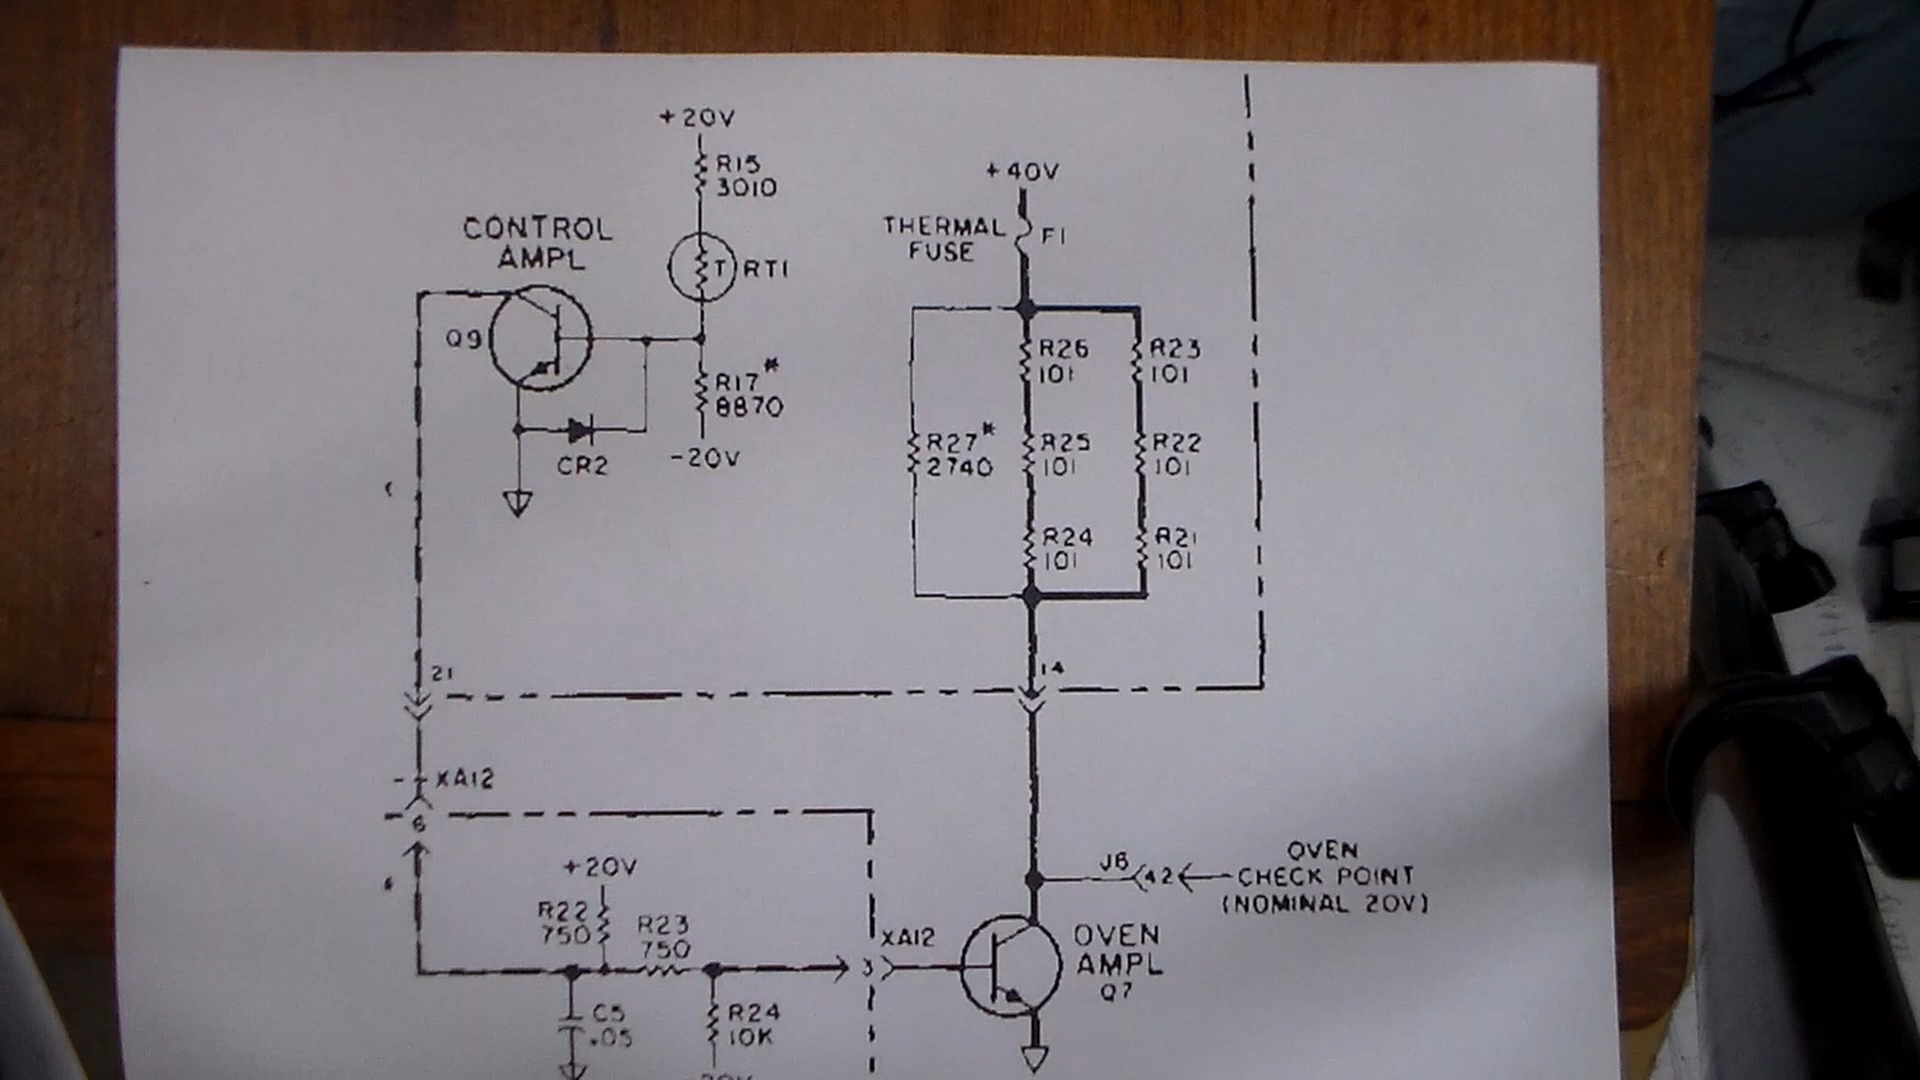 +20V
R15
3010
+40V
CONTROL
AMPL
THERMAL
FUSE
F1
T
RT1
Q9
R17*
8870
CR2
-20V
R26
101
R23
101
R27*
2740
R25
101
R22
101
R24
101
R21
101
21
14
XA12
6
+20V
R22
750
R23
750
J6
42
OVEN
CHECK POINT
(NOMINAL 20V)
XA12
3
OVEN
AMPL
Q7
C5
.05
R24
10K